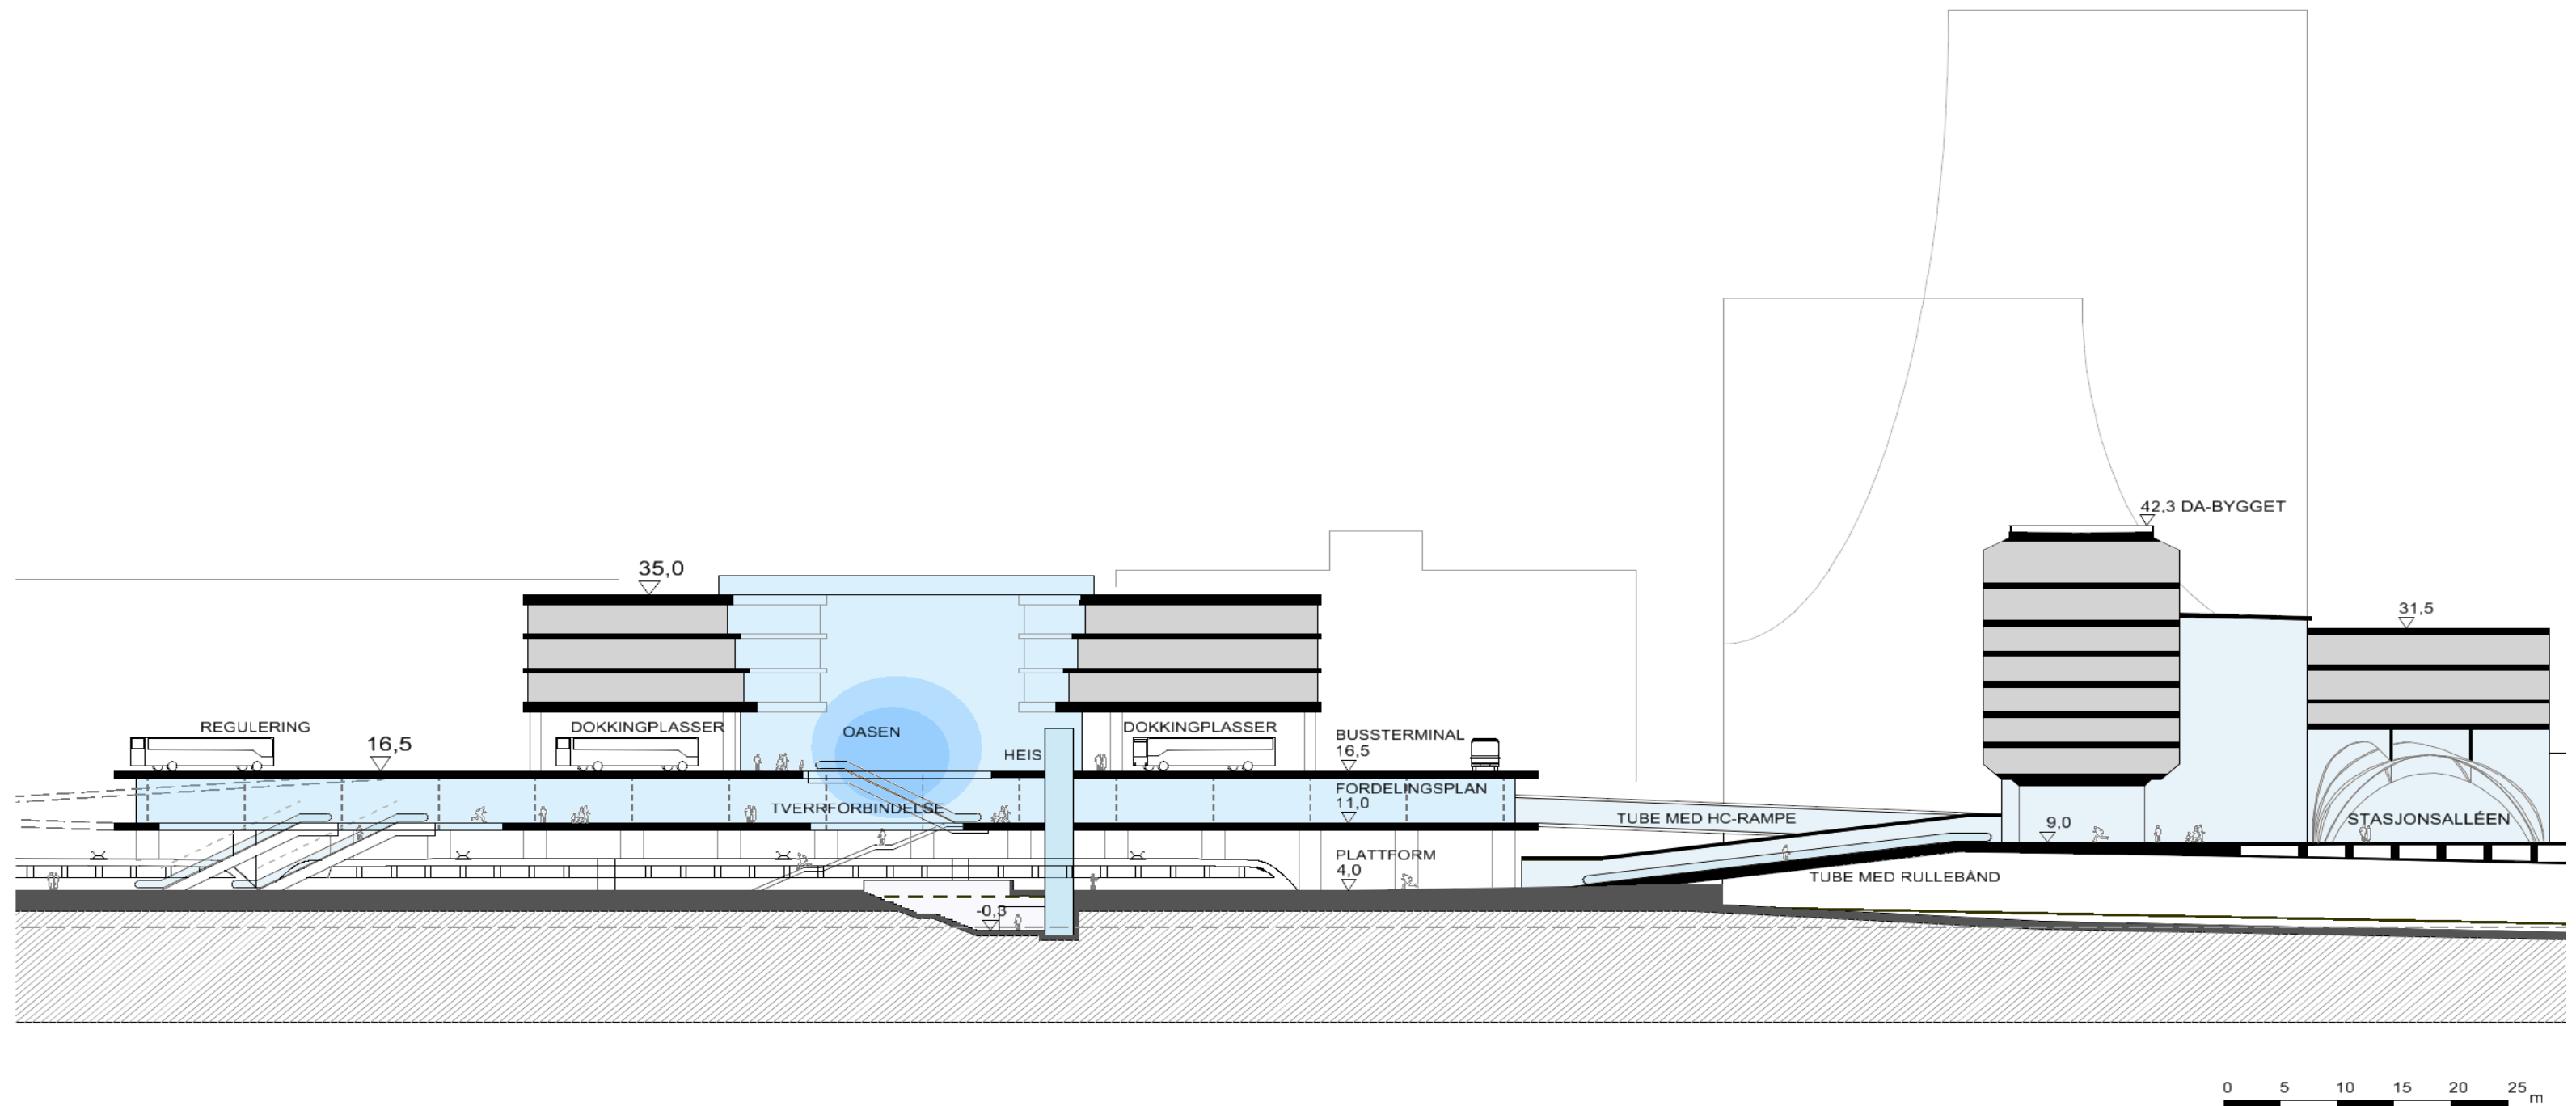 42,3 DA-BYGGET
35,0
31,5
REGULERING
DOKKINGPLASSER
OASEN
DOKKINGPLASSER
16,5
HEIS
BUSSTERMINAL
16,5
FORDELINGSPLAN
11,0
TVERRFORBINDELSE
TUBE MED HC-RAMPE
9,0
STASJONSALLÉEN
PLATTFORM
4,0
TUBE MED RULLEBÅND
-0,3
0 5 10 15 20 25 m